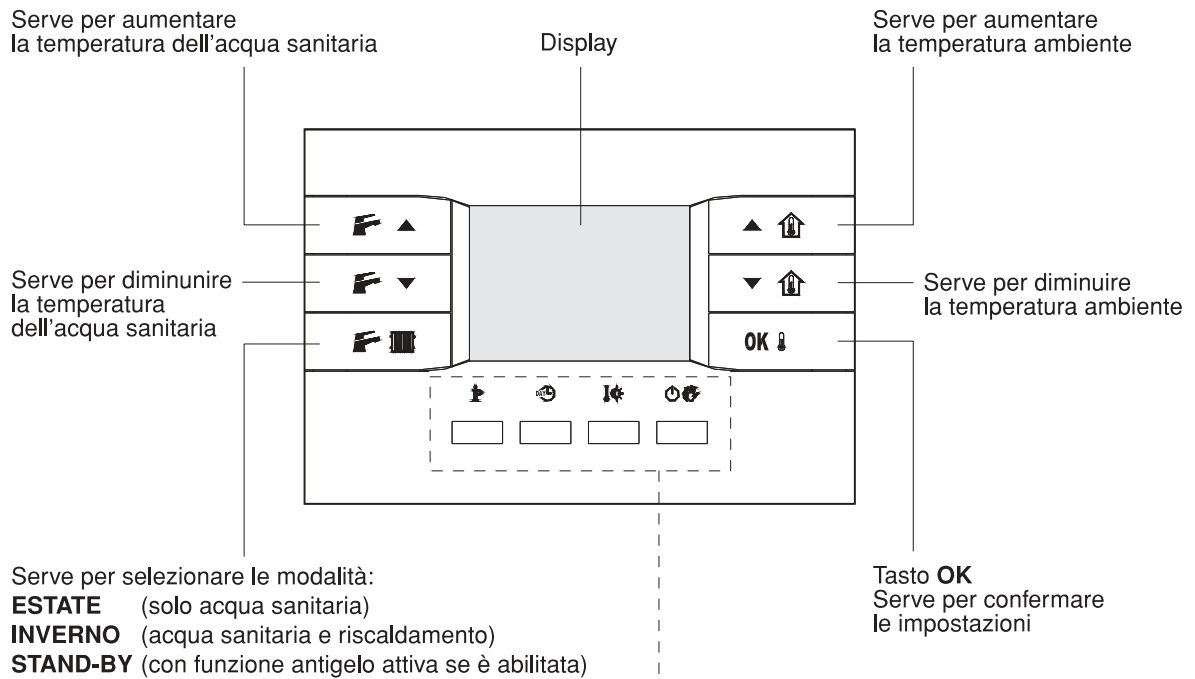 Serve per aumentare
la temperatura dell'acqua sanitaria
Display
Serve per aumentare
la temperatura ambiente
Serve per diminunire
la temperatura
dell'acqua sanitaria
Serve per diminuire
la temperatura ambiente
OK
DAY
Serve per selezionare le modalità:
ESTATE (solo acqua sanitaria)
INVERNO (acqua sanitaria e riscaldamento)
STAND-BY (con funzione antigelo attiva se è abilitata)
Tasto OK
Serve per confermare
le impostazioni